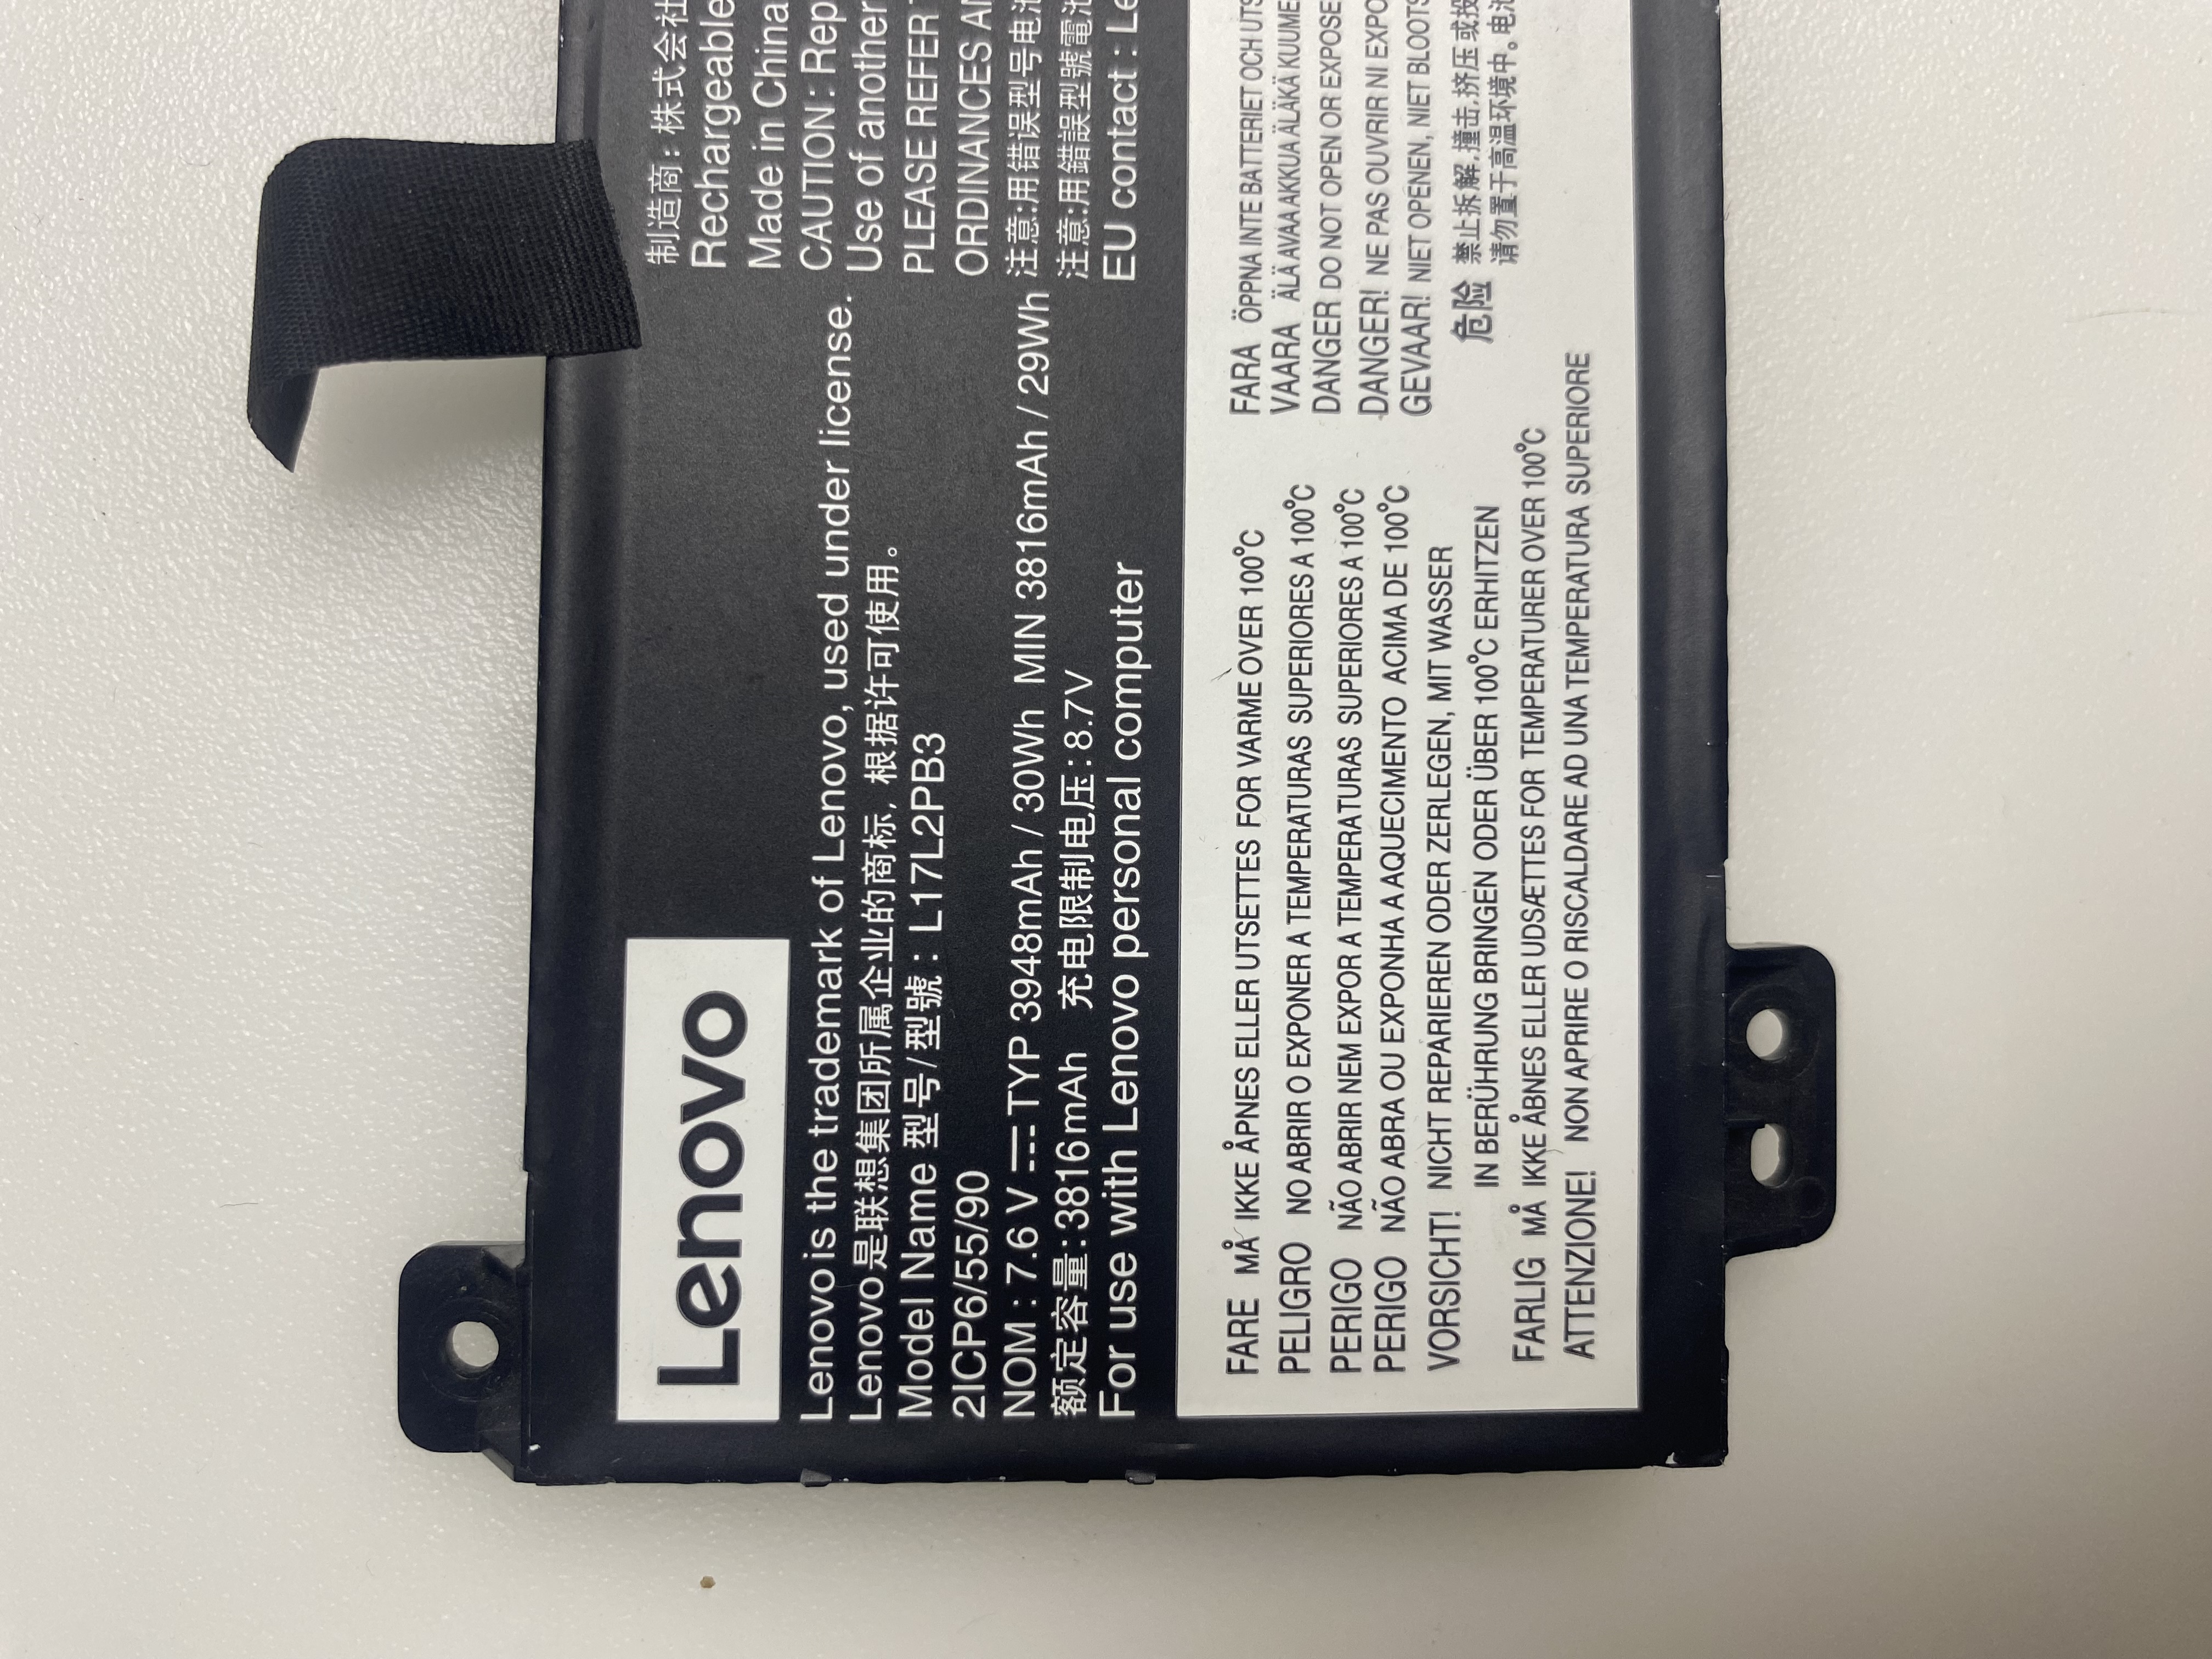 Lenovo
Lenovo is the trademark of Lenovo, used under license.
Lenovo是联想集团所属企业的商标, 根据许可使用。
Model Name 型号/型號 : L17L2PB3
2ICP6/55/90
NOM : 7.6 V ⎓ TYP 3948mAh / 30Wh MIN 3816mAh / 29Wh
额定容量:3816mAh 充电限制电压:8.7V
For use with Lenovo personal computer
制造商: 株式会社
Rechargeable
Made in China
CAUTION : Rep
Use of another
PLEASE REFER
ORDINANCES A
注意:用错误型号电池
注意:用錯誤型號電池
EU contact : Le
FARE MÅ IKKE ÅPNES ELLER UTSETTES FOR VARME OVER 100°C
PELIGRO NO ABRIR O EXPONER A TEMPERATURAS SUPERIORES A 100°C
PERIGO NÃO ABRIR NEM EXPOR A TEMPERATURAS SUPERIORES A 100°C
PERIGO NÃO ABRA OU EXPONHA A AQUECIMENTO ACIMA DE 100°C
VORSICHT! NICHT REPARIEREN ODER ZERLEGEN, MIT WASSER
IN BERÜHRUNG BRINGEN ODER ÜBER 100°C ERHITZEN
FARLIG MÅ IKKE ÅBNES ELLER UDSÆTTES FOR TEMPERATURER OVER 100°C
ATTENZIONE! NON APRIRE O RISCALDARE AD UNA TEMPERATURA SUPERIORE
FARA ÖPPNA INTE BATTERIET OCH UTS
VAARA ÄLÄ AVAA AKKUA ÄLÄKÄ KUUME
DANGER DO NOT OPEN OR EXPOSE
DANGER! NE PAS OUVRIR NI EXPO
GEVAAR! NIET OPENEN, NIET BLOOTS
危险 禁止拆解,撞击,挤压或投
请勿置于高温环境中。电池